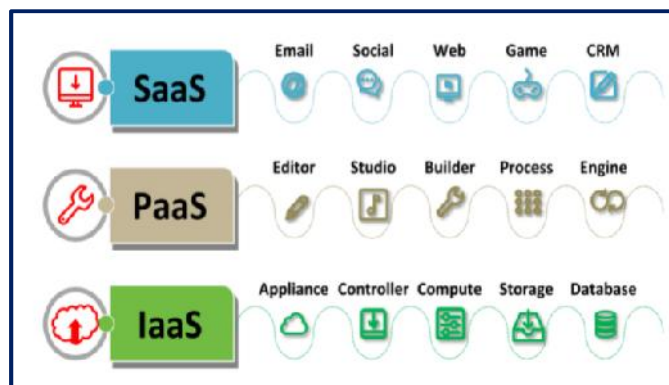 Email Social Web Game CRM
SaaS
Editor Studio Builder Process Engine
PaaS
Appliance Controller Compute Storage Database
IaaS